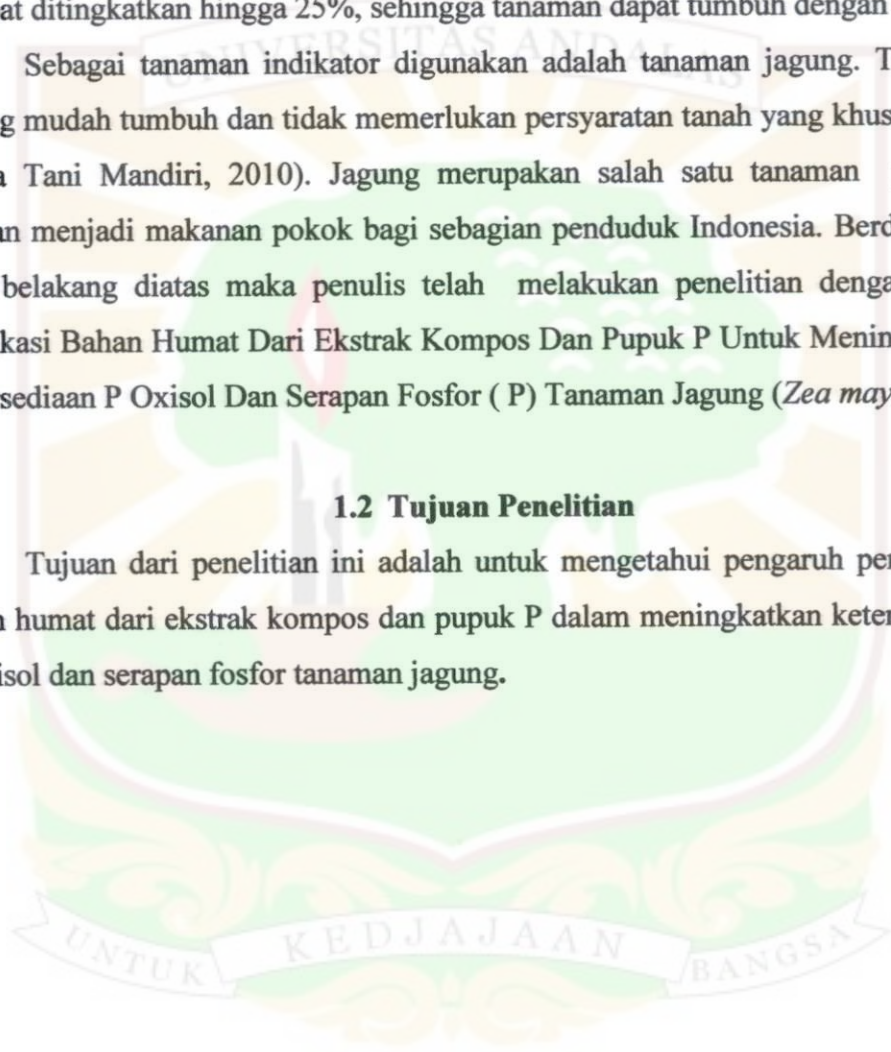 at ditingkatkan hingga 25%, sehingga tanaman dapat tumbuh dengan
UNIVERSITAS ANDALAS
Sebagai tanaman indikator digunakan adalah tanaman jagung. T
g mudah tumbuh dan tidak memerlukan persyaratan tanah yang khus
a Tani Mandiri, 2010). Jagung merupakan salah satu tanaman
an menjadi makanan pokok bagi sebagian penduduk Indonesia. Berd
belakang diatas maka penulis telah melakukan penelitian denga
kasi Bahan Humat Dari Ekstrak Kompos Dan Pupuk P Untuk Menin
sediaan P Oxisol Dan Serapan Fosfor ( P) Tanaman Jagung (Zea may
1.2 Tujuan Penelitian
Tujuan dari penelitian ini adalah untuk mengetahui pengaruh pe
n humat dari ekstrak kompos dan pupuk P dalam meningkatkan keter
isol dan serapan fosfor tanaman jagung.
UNTUK KEDJAJAAN BANGSA